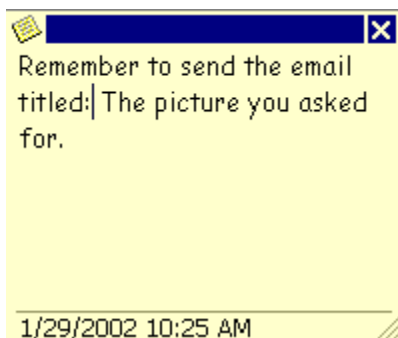 Remember to send the email
titled: The picture you asked
for.
1/29/2002 10:25 AM